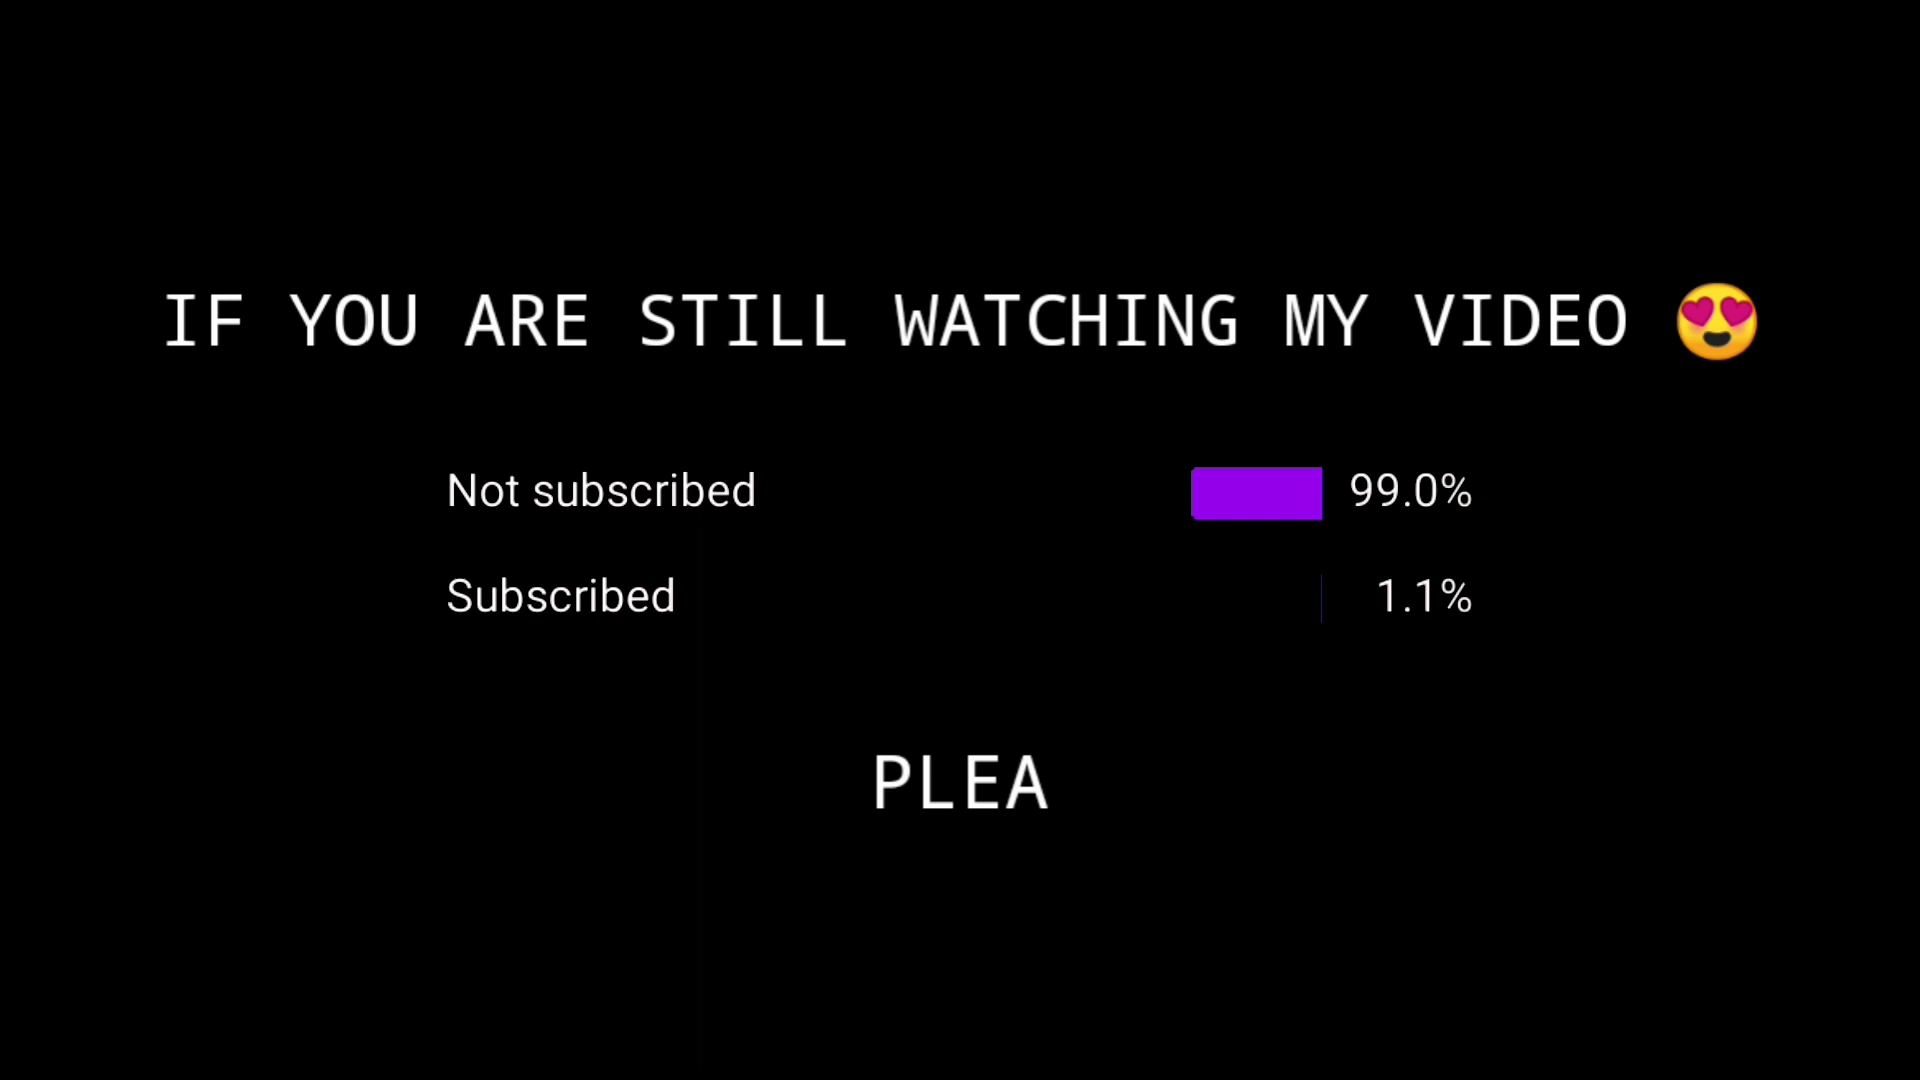 IF YOU ARE STILL WATCHING MY VIDEO 😍
Not subscribed 99.0%
Subscribed 1.1%
PLEA